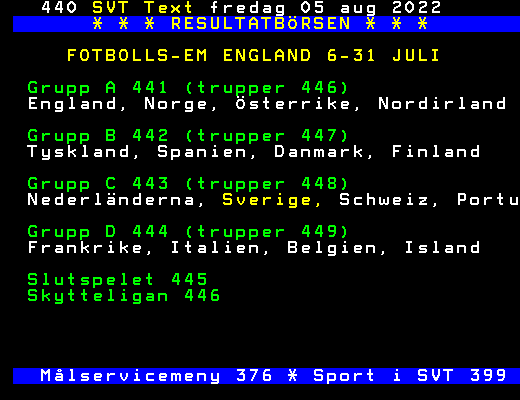 440 SVT Text fredag 05 aug 2022
* * * RESULTATBÖRSEN * * *
FOTBOLLS-EM ENGLAND 6-31 JULI
Grupp A 441 (trupper 446)
England, Norge, Österrike, Nordirland
Grupp B 442 (trupper 447)
Tyskland, Spanien, Danmark, Finland
Grupp C 443 (trupper 448)
Nederländerna, Sverige, Schweiz, Portu
Grupp D 444 (trupper 449)
Frankrike, Italien, Belgien, Island
Slutspelet 445
Skytteligan 446
Målservicemeny 376 * Sport i SVT 399